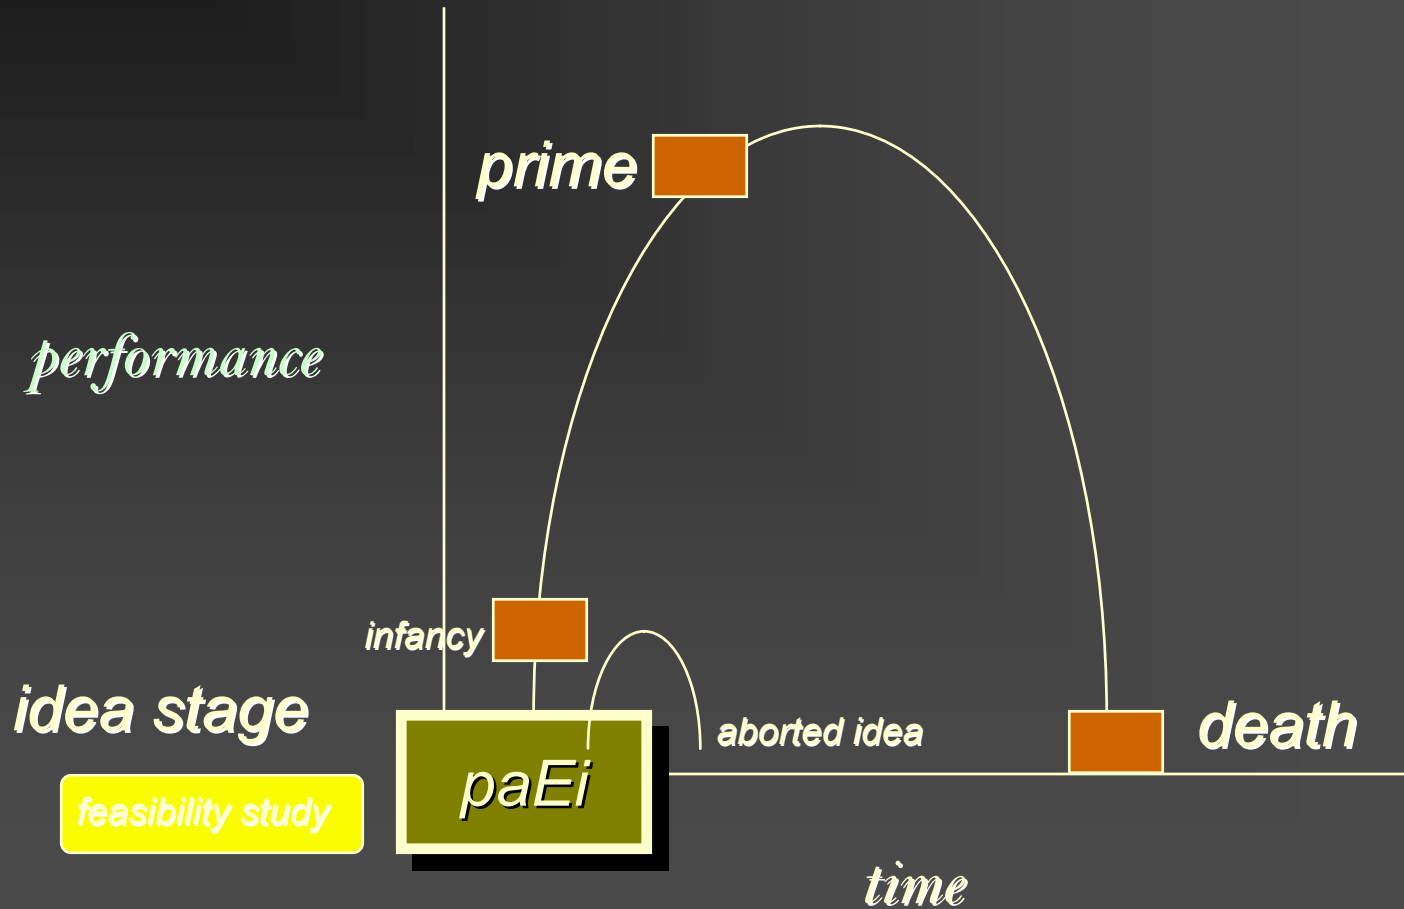 prime
performance
infancy
idea stage
aborted idea
death
paEi
feasibility study
time